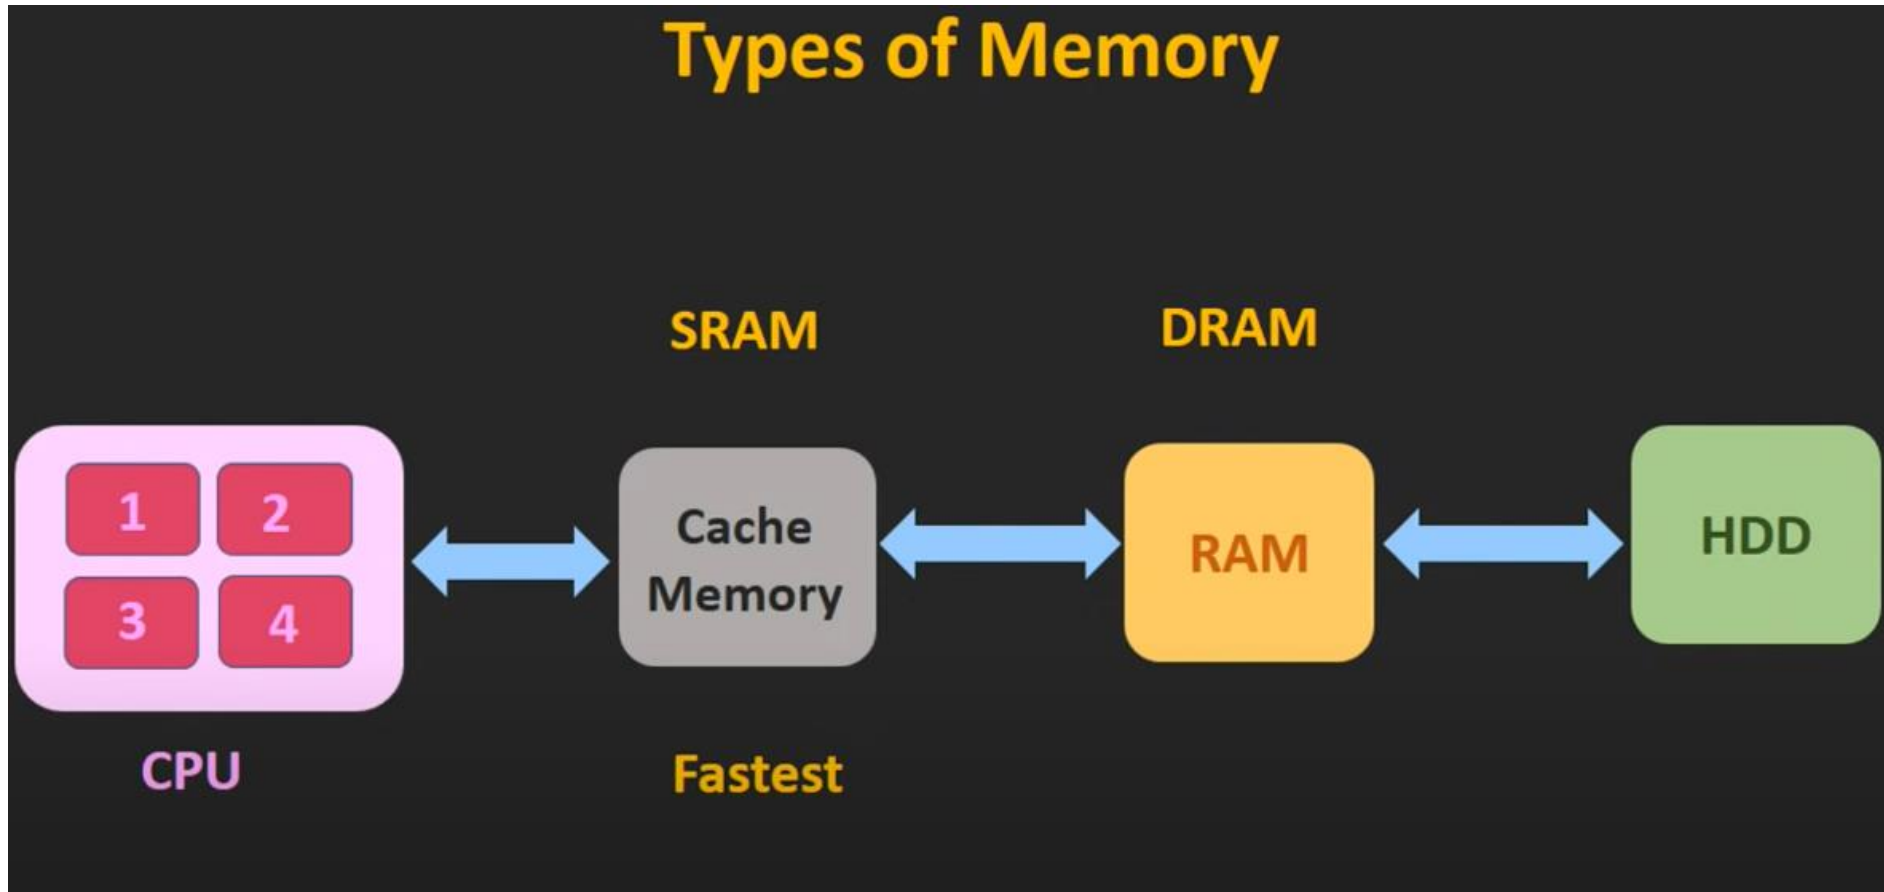 Types of Memory
SRAM
DRAM
1 2
3 4
CPU
Cache
Memory
Fastest
RAM
HDD